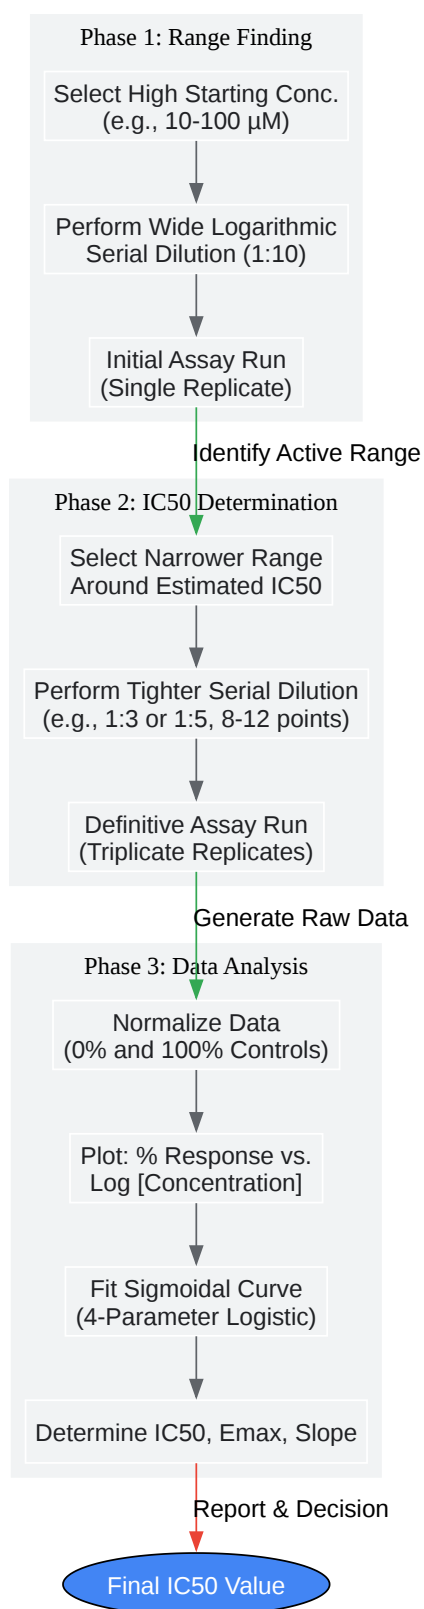 Phase 1: Range Finding
Select High Starting Conc.
(e.g., 10-100 µM)
Perform Wide Logarithmic
Serial Dilution (1:10)
Initial Assay Run
(Single Replicate)
Identify Active Range
Phase 2: IC50 Determination
Select Narrower Range
Around Estimated IC50
Perform Tighter Serial Dilution
(e.g., 1:3 or 1:5, 8-12 points)
Definitive Assay Run
(Triplicate Replicates)
Generate Raw Data
Phase 3: Data Analysis
Normalize Data
(0% and 100% Controls)
Plot: % Response vs.
Log [Concentration]
Fit Sigmoidal Curve
(4-Parameter Logistic)
Determine IC50, Emax, Slope
Report & Decision
Final IC50 Value